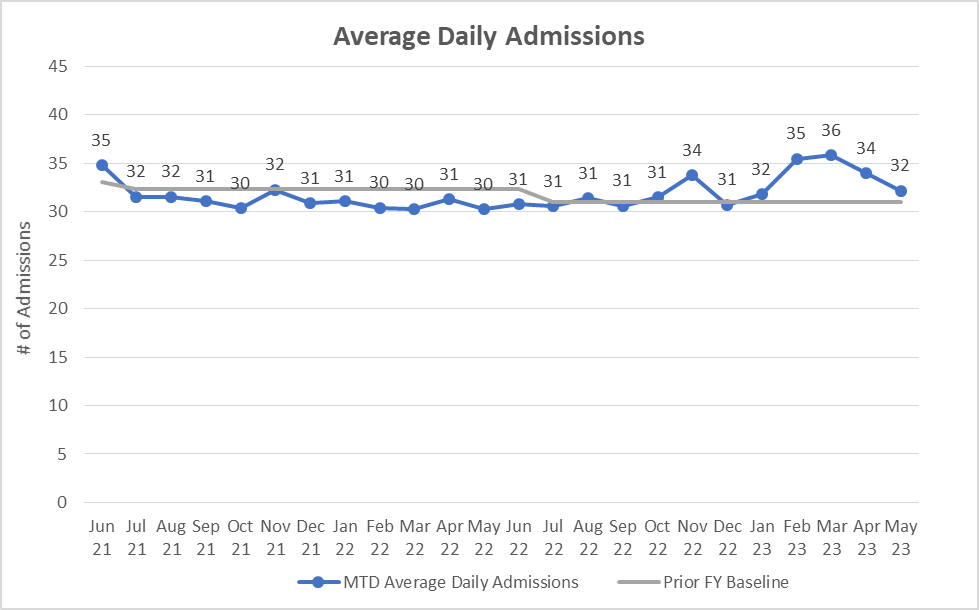 Average Daily Admissions
# of Admissions
45
40
35
30
25
20
15
10
5
0
35 32 32 31 30 32 31 31 30 30 31 30 31 31 31 31 31 34 31 32 35 36 34 32
Jun Jul Aug Sep Oct Nov Dec Jan Feb Mar Apr May Jun Jul Aug Sep Oct Nov Dec Jan Feb Mar Apr May
21 21 21 21 21 21 21 22 22 22 22 22 22 22 22 22 22 22 22 23 23 23 23 23
MTD Average Daily Admissions Prior FY Baseline